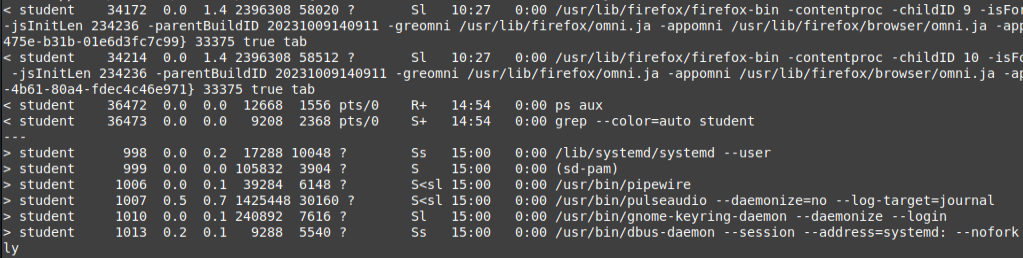 < student    34172  0.0  1.4 2396308 58020 ?       Sl   10:27   0:00 /usr/lib/firefox/firefox-bin -contentproc -childID 9 -isFo
 -jsInitLen 234236 -parentBuildID 20231009140911 -greomni /usr/lib/firefox/omni.ja -appomni /usr/lib/firefox/browser/omni.ja -app
475e-b31b-01e6d3fc7c99} 33375 true tab
< student    34214  0.0  1.4 2396308 58512 ?       Sl   10:27   0:00 /usr/lib/firefox/firefox-bin -contentproc -childID 10 -isF
 -jsInitLen 234236 -parentBuildID 20231009140911 -greomni /usr/lib/firefox/omni.ja -appomni /usr/lib/firefox/browser/omni.ja -app
-4b61-80a4-fdec4c46e971} 33375 true tab
< student    36472  0.0  0.0  12668  1556 pts/0    R+   14:54   0:00 ps aux
< student    36473  0.0  0.0   9208  2368 pts/0    S+   14:54   0:00 grep --color=auto student
---
> student      998  0.0  0.2  17288 10048 ?        Ss   15:00   0:00 /lib/systemd/systemd --user
> student      999  0.0  0.0 105832  3904 ?        S    15:00   0:00 (sd-pam)
> student     1006  0.0  0.1  39284  6148 ?        S<sl 15:00   0:00 /usr/bin/pipewire
> student     1007  0.5  0.7 1425448 30160 ?       S<sl 15:00   0:00 /usr/bin/pulseaudio --daemonize=no --log-target=journal
> student     1010  0.0  0.1 240892  7616 ?        Sl   15:00   0:00 /usr/bin/gnome-keyring-daemon --daemonize --login
> student     1013  0.2  0.1   9288  5540 ?        Ss   15:00   0:00 /usr/bin/dbus-daemon --session --address=systemd: --nofork
ly